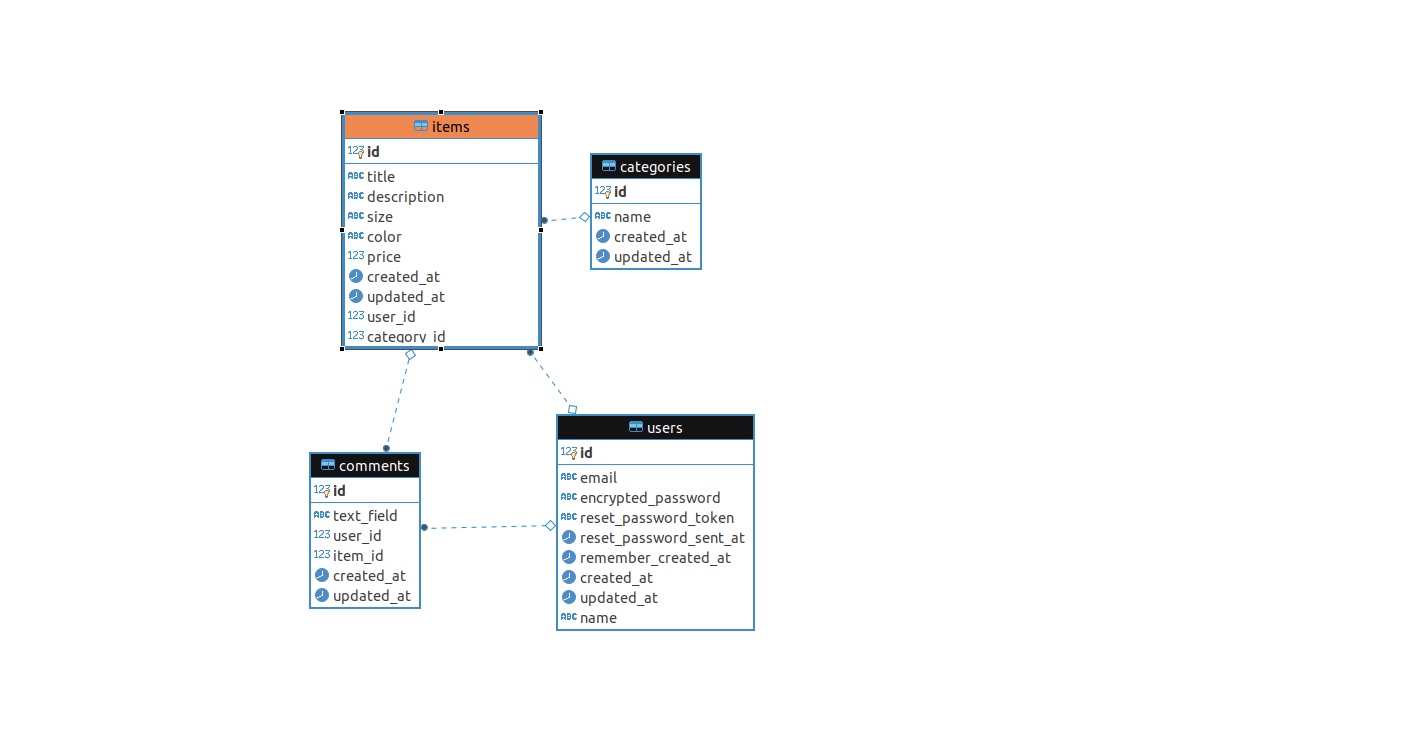 items
123 id
ABC title
ABC description
ABC size
ABC color
123 price
created_at
updated_at
123 user_id
123 category_id
categories
123 id
ABC name
created_at
updated_at
comments
123 id
ABC text_field
123 user_id
123 item_id
created_at
updated_at
users
123 id
ABC email
ABC encrypted_password
ABC reset_password_token
reset_password_sent_at
remember_created_at
created_at
updated_at
ABC name